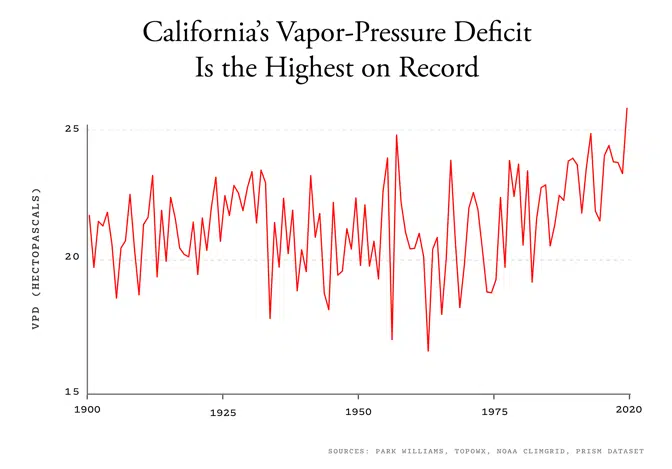 California’s Vapor-Pressure Deficit
Is the Highest on Record
25
20
15
VPD (HECTOPASCALS)
1900 1925 1950 1975 2020
SOURCES: PARK WILLIAMS, TOPOWX, NOAA CLIMGRID, PRISM DATASET